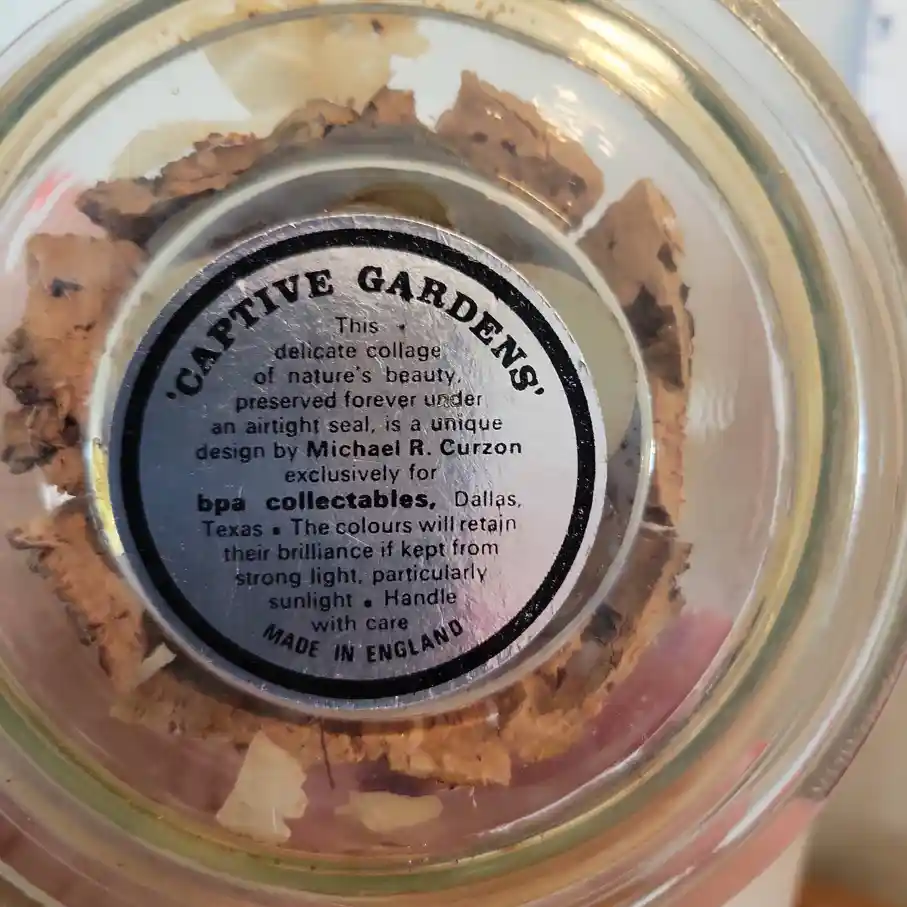 'CAPTIVE GARDENS'
This
delicate collage
of nature's beauty,
preserved forever under
an airtight seal, is a unique
design by Michael R. Curzon
exclusively for
bpa collectables, Dallas,
Texas • The colours will retain
their brilliance if kept from
strong light, particularly
sunlight • Handle
with care
MADE IN ENGLAND